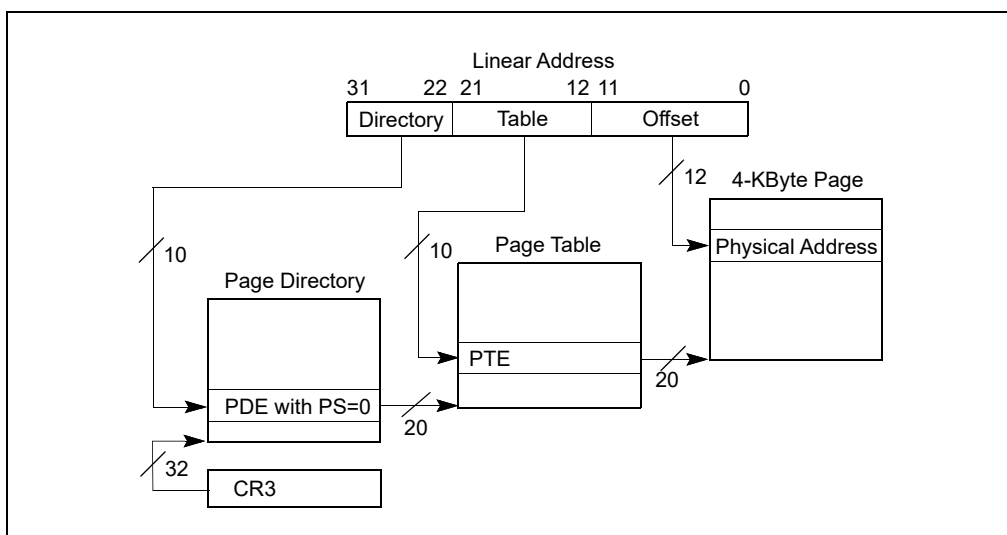 Linear Address
31 22 21 12 11 0
Directory Table Offset
12
4-KByte Page
Physical Address
10
10
Page Table
Page Directory
PTE
20
PDE with PS=0
20
32
CR3